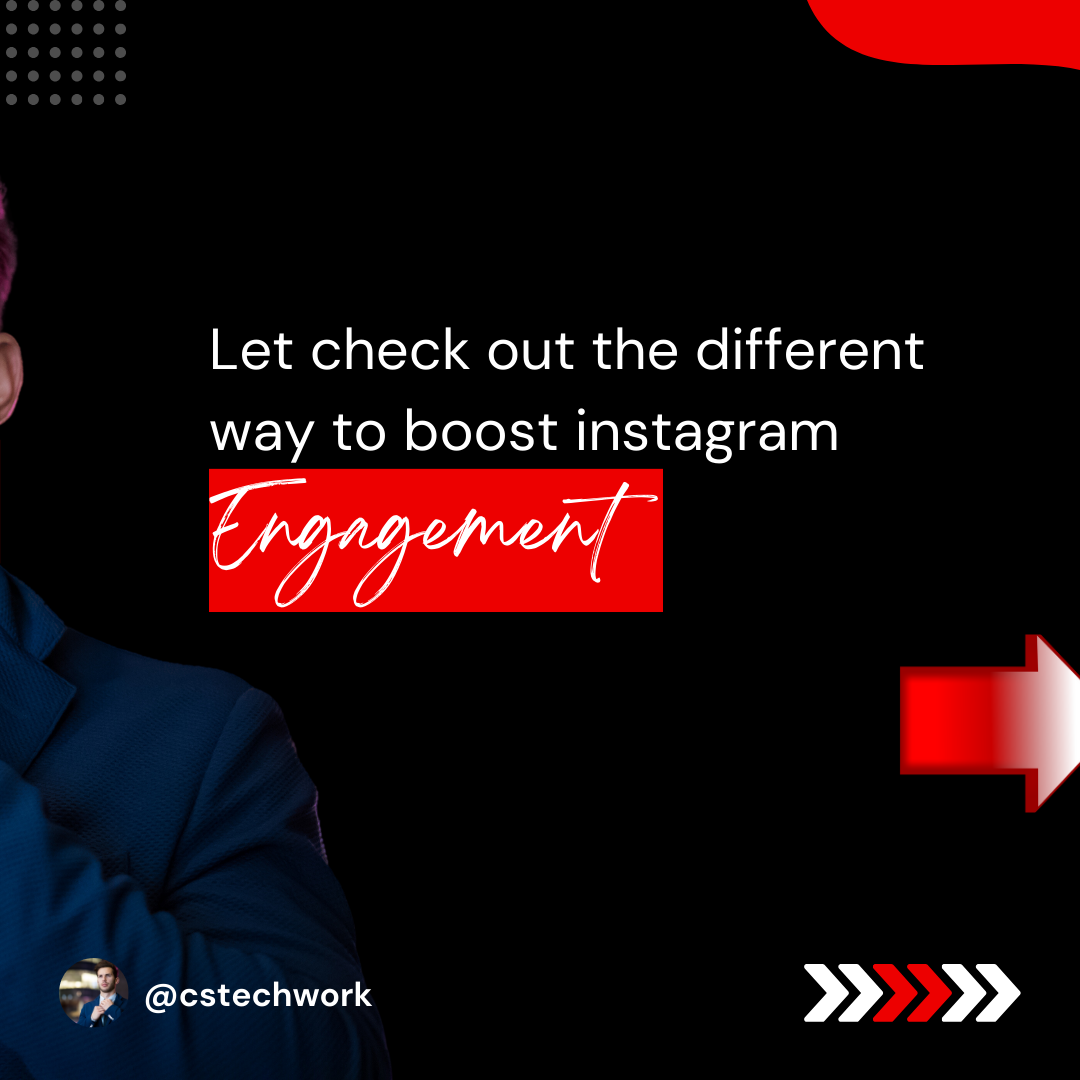 Let check out the different
way to boost instagram
Engagement
@cstechwork